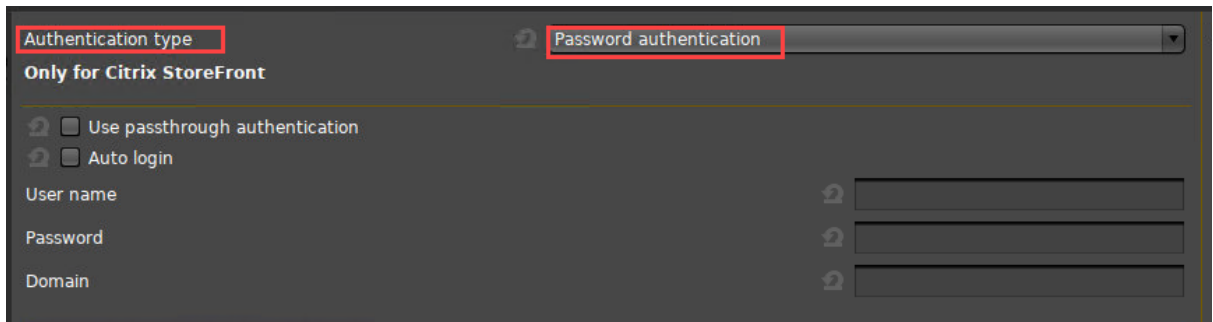 Authentication type Password authentication
Only for Citrix StoreFront
Use passthrough authentication
Auto login
User name
Password
Domain